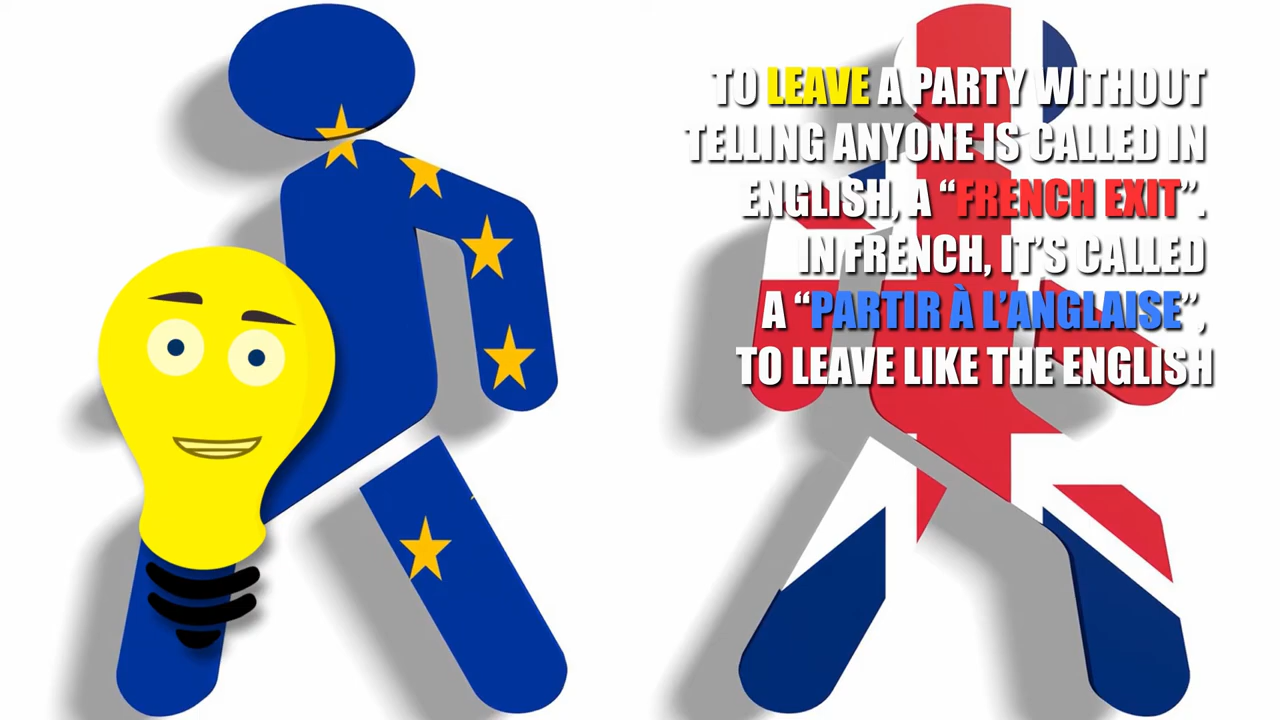 TO LEAVE A PARTY WITHOUT
TELLING ANYONE IS CALLED IN
ENGLISH, A “FRENCH EXIT”.
IN FRENCH, IT’S CALLED
A “PARTIR À L’ANGLAISE”,
TO LEAVE LIKE THE ENGLISH